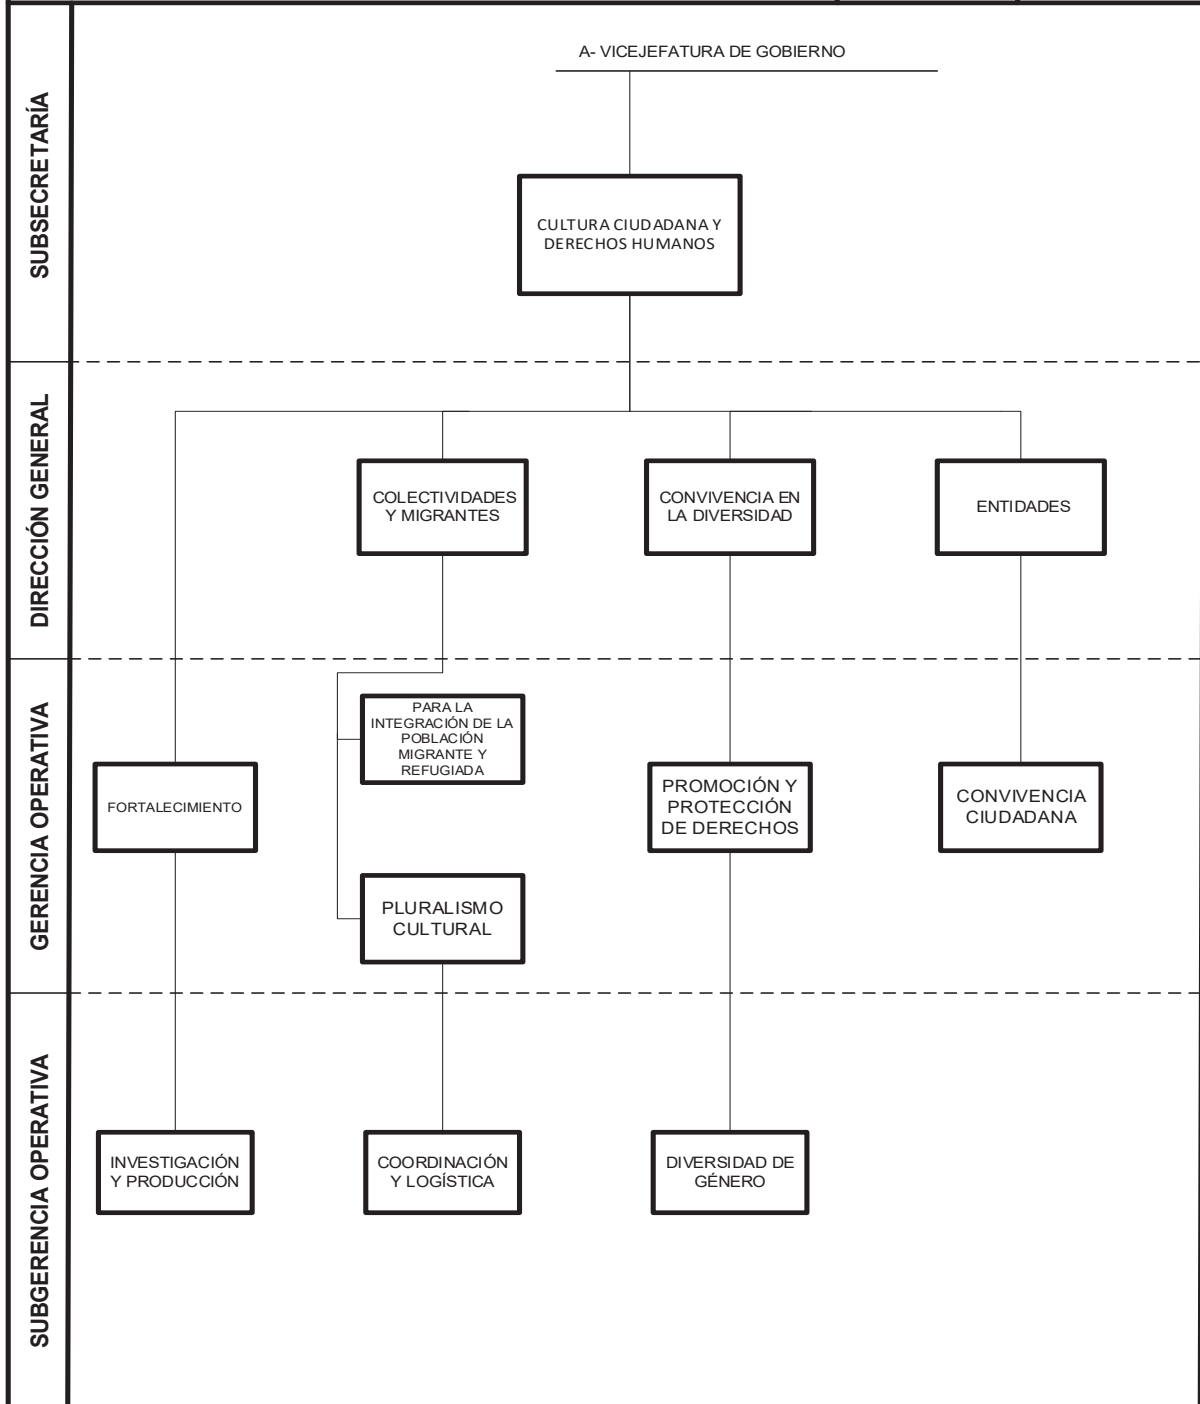 A- VICEJEFATURA DE GOBIERNO
SUBSECRETARÍA
CULTURA CIUDADANA Y
DERECHOS HUMANOS
DIRECCIÓN GENERAL
COLECTIVIDADES
Y MIGRANTES
CONVIVENCIA EN
LA DIVERSIDAD
ENTIDADES
GERENCIA OPERATIVA
FORTALECIMIENTO
PARA LA
INTEGRACIÓN DE LA
POBLACIÓN
MIGRANTE Y
REFUGIADA
PLURALISMO
CULTURAL
PROMOCIÓN Y
PROTECCIÓN
DE DERECHOS
CONVIVENCIA
CIUDADANA
SUBGERENCIA OPERATIVA
INVESTIGACIÓN
Y PRODUCCIÓN
COORDINACIÓN
Y LOGÍSTICA
DIVERSIDAD DE
GÉNERO